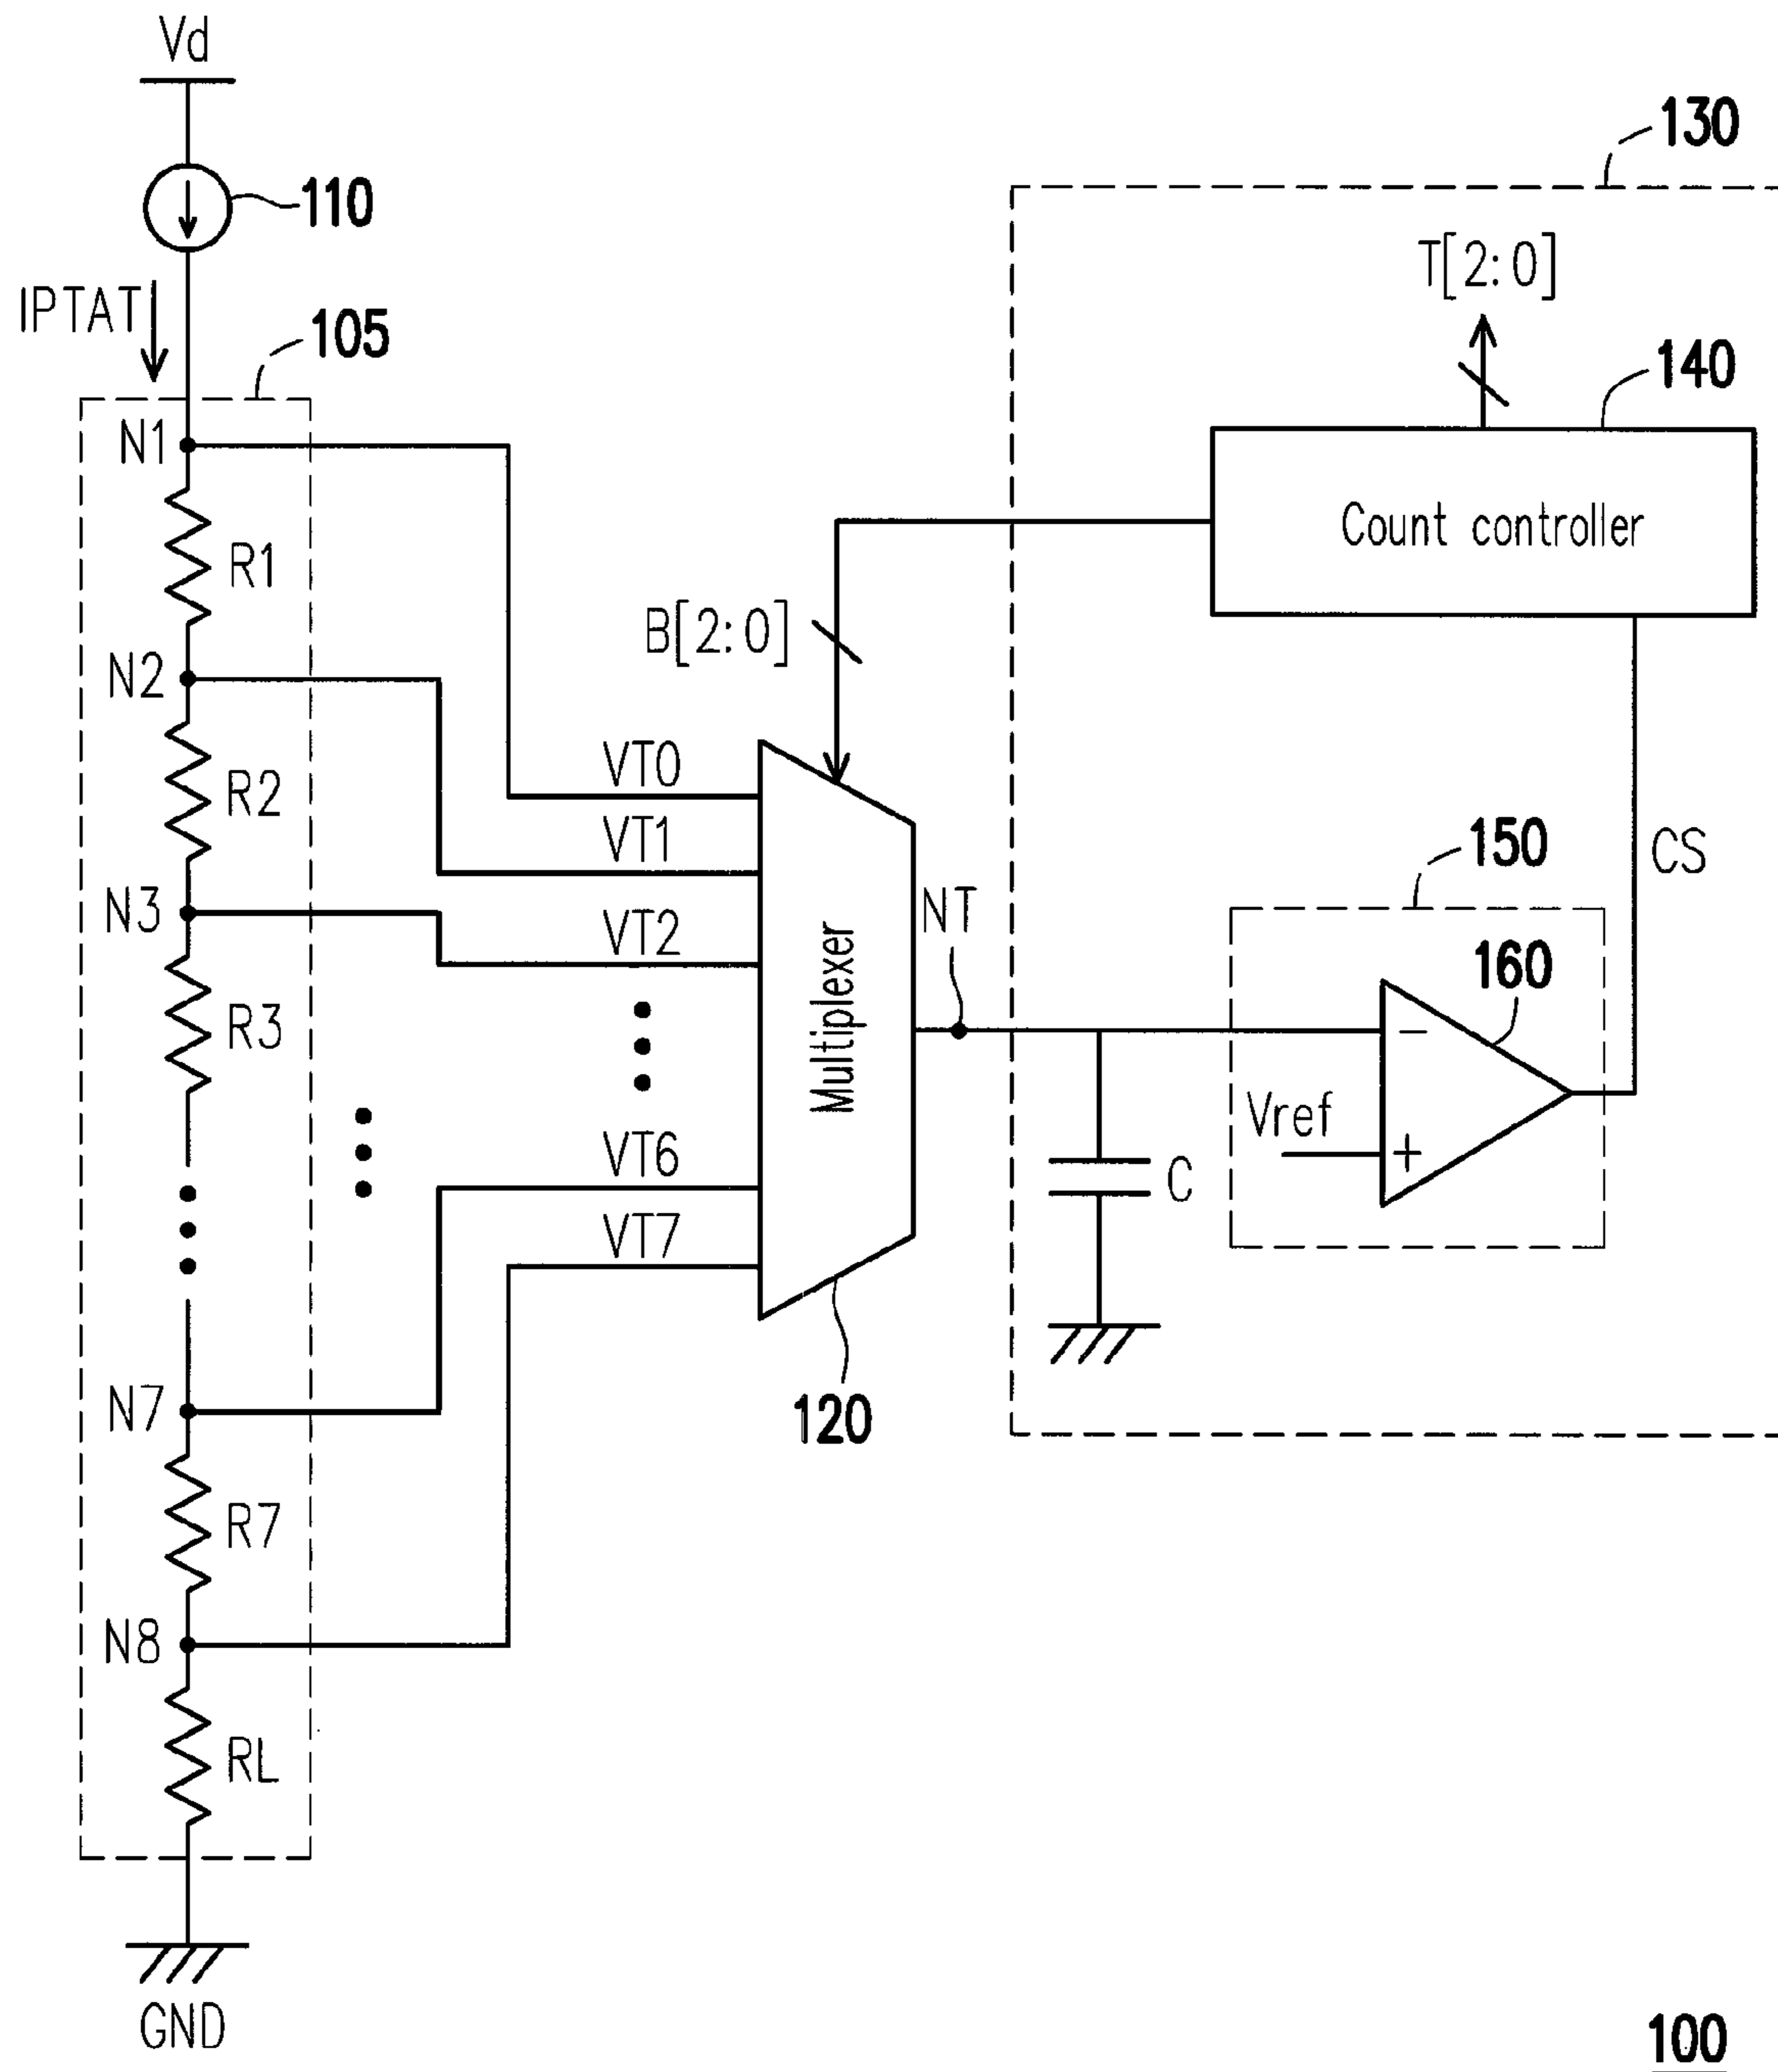 Vd
110
IPTAT
105
N1
R1
N2
R2
N3
R3
N7
R7
N8
RL
GND
VT0
VT1
VT2
VT6
VT7
Multiplexer
120
B[2:0]
NT
130
T[2:0]
140
Count controller
CS
150
160
−
Vref
+
C
100